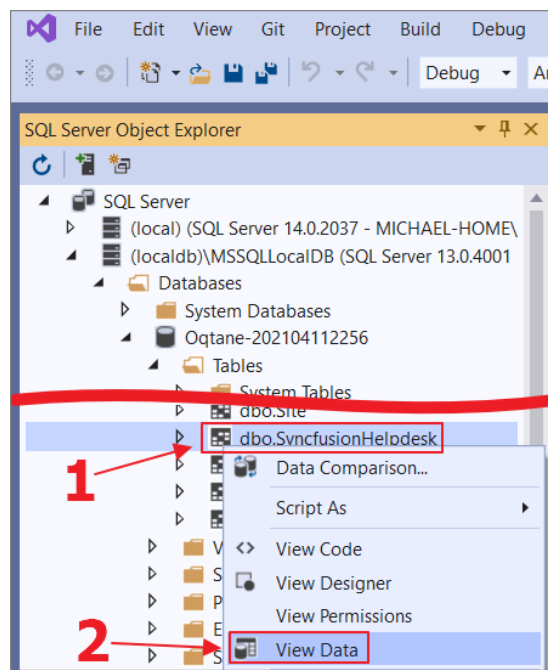 File Edit View Git Project Build Debug
Debug
SQL Server Object Explorer
SQL Server
(local) (SQL Server 14.0.2037 - MICHAEL-HOME\
(localdb)\MSSQLLocalDB (SQL Server 13.0.4001
Databases
System Databases
Oqtane-202104112256
Tables
System Tables
dbo.Site
dbo.SyncfusionHelpdesk
1
Data Comparison...
Script As
V
View Code
S
View Designer
P
View Permissions
E
2
View Data
S